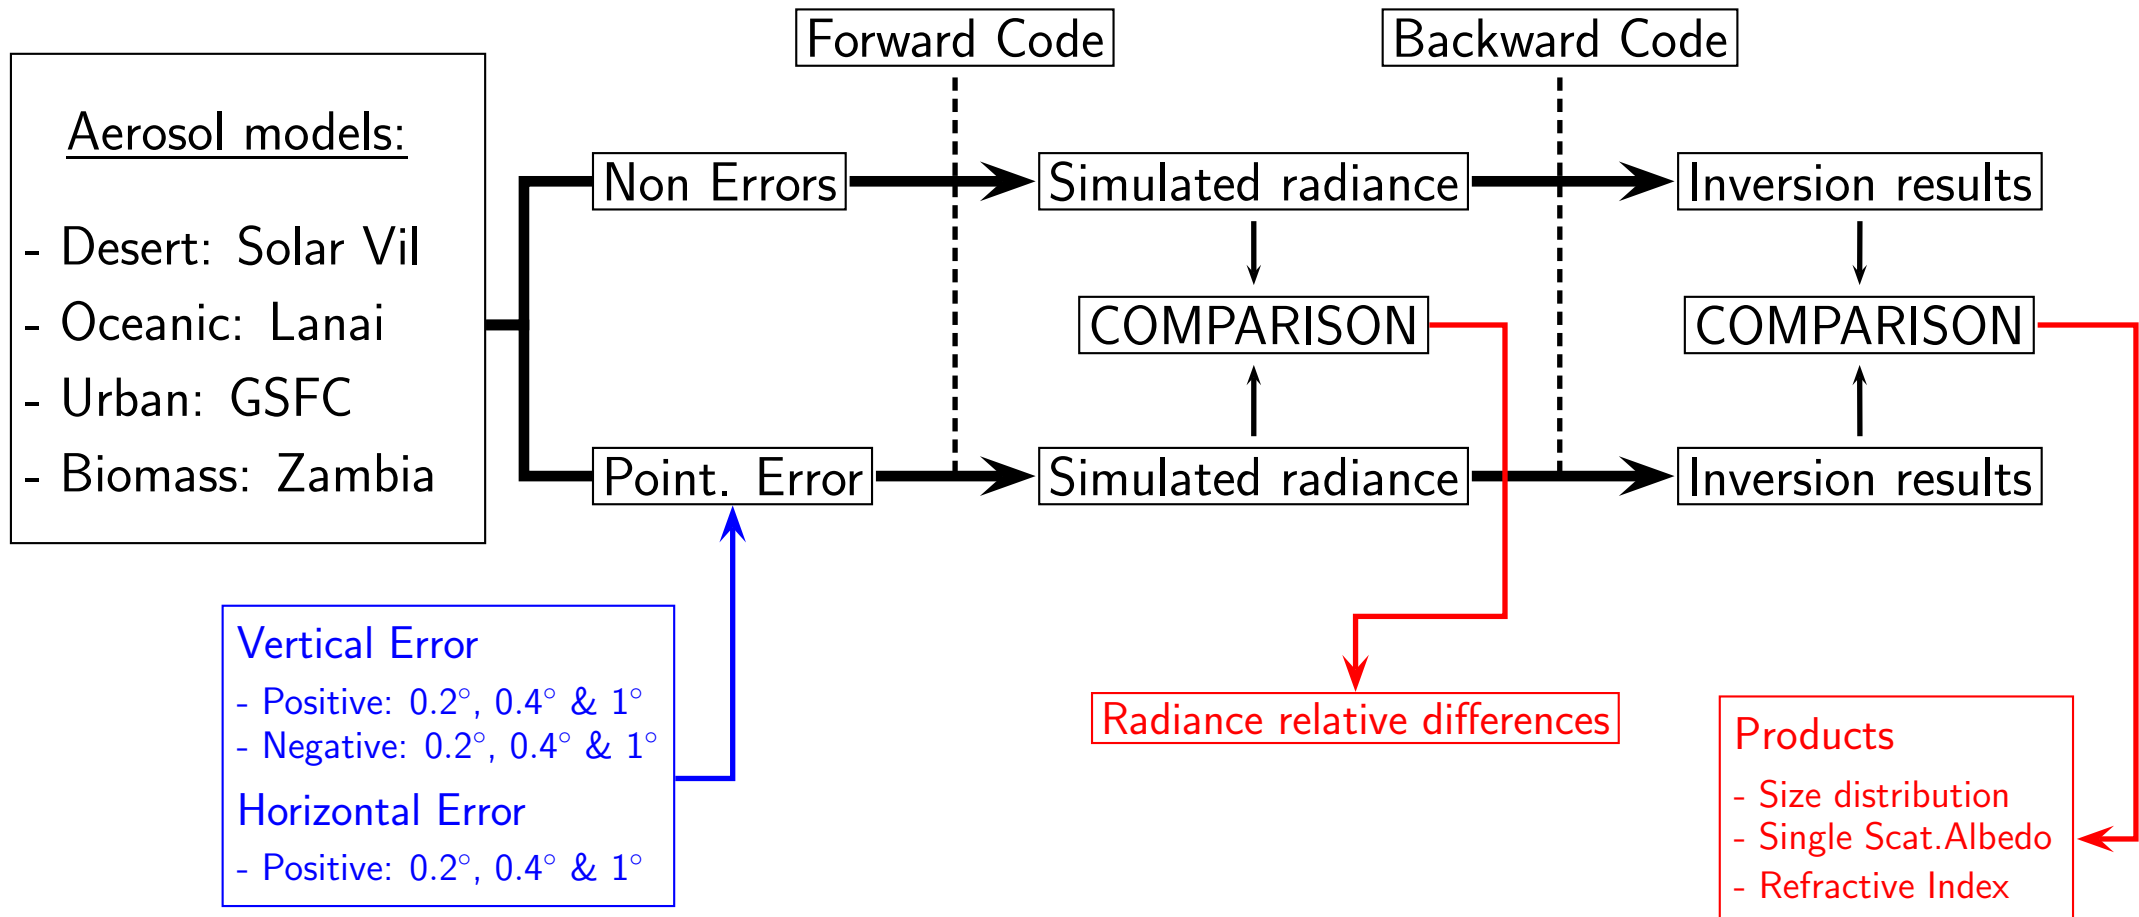 Forward Code
Backward Code
Aerosol models:
- Desert: Solar Vil
- Oceanic: Lanai
- Urban: GSFC
- Biomass: Zambia
Non Errors
Simulated radiance
Inversion results
COMPARISON
COMPARISON
Point. Error
Simulated radiance
Inversion results
Vertical Error
- Positive: 0.2°, 0.4° & 1°
- Negative: 0.2°, 0.4° & 1°
Horizontal Error
- Positive: 0.2°, 0.4° & 1°
Radiance relative differences
Products
- Size distribution
- Single Scat.Albedo
- Refractive Index